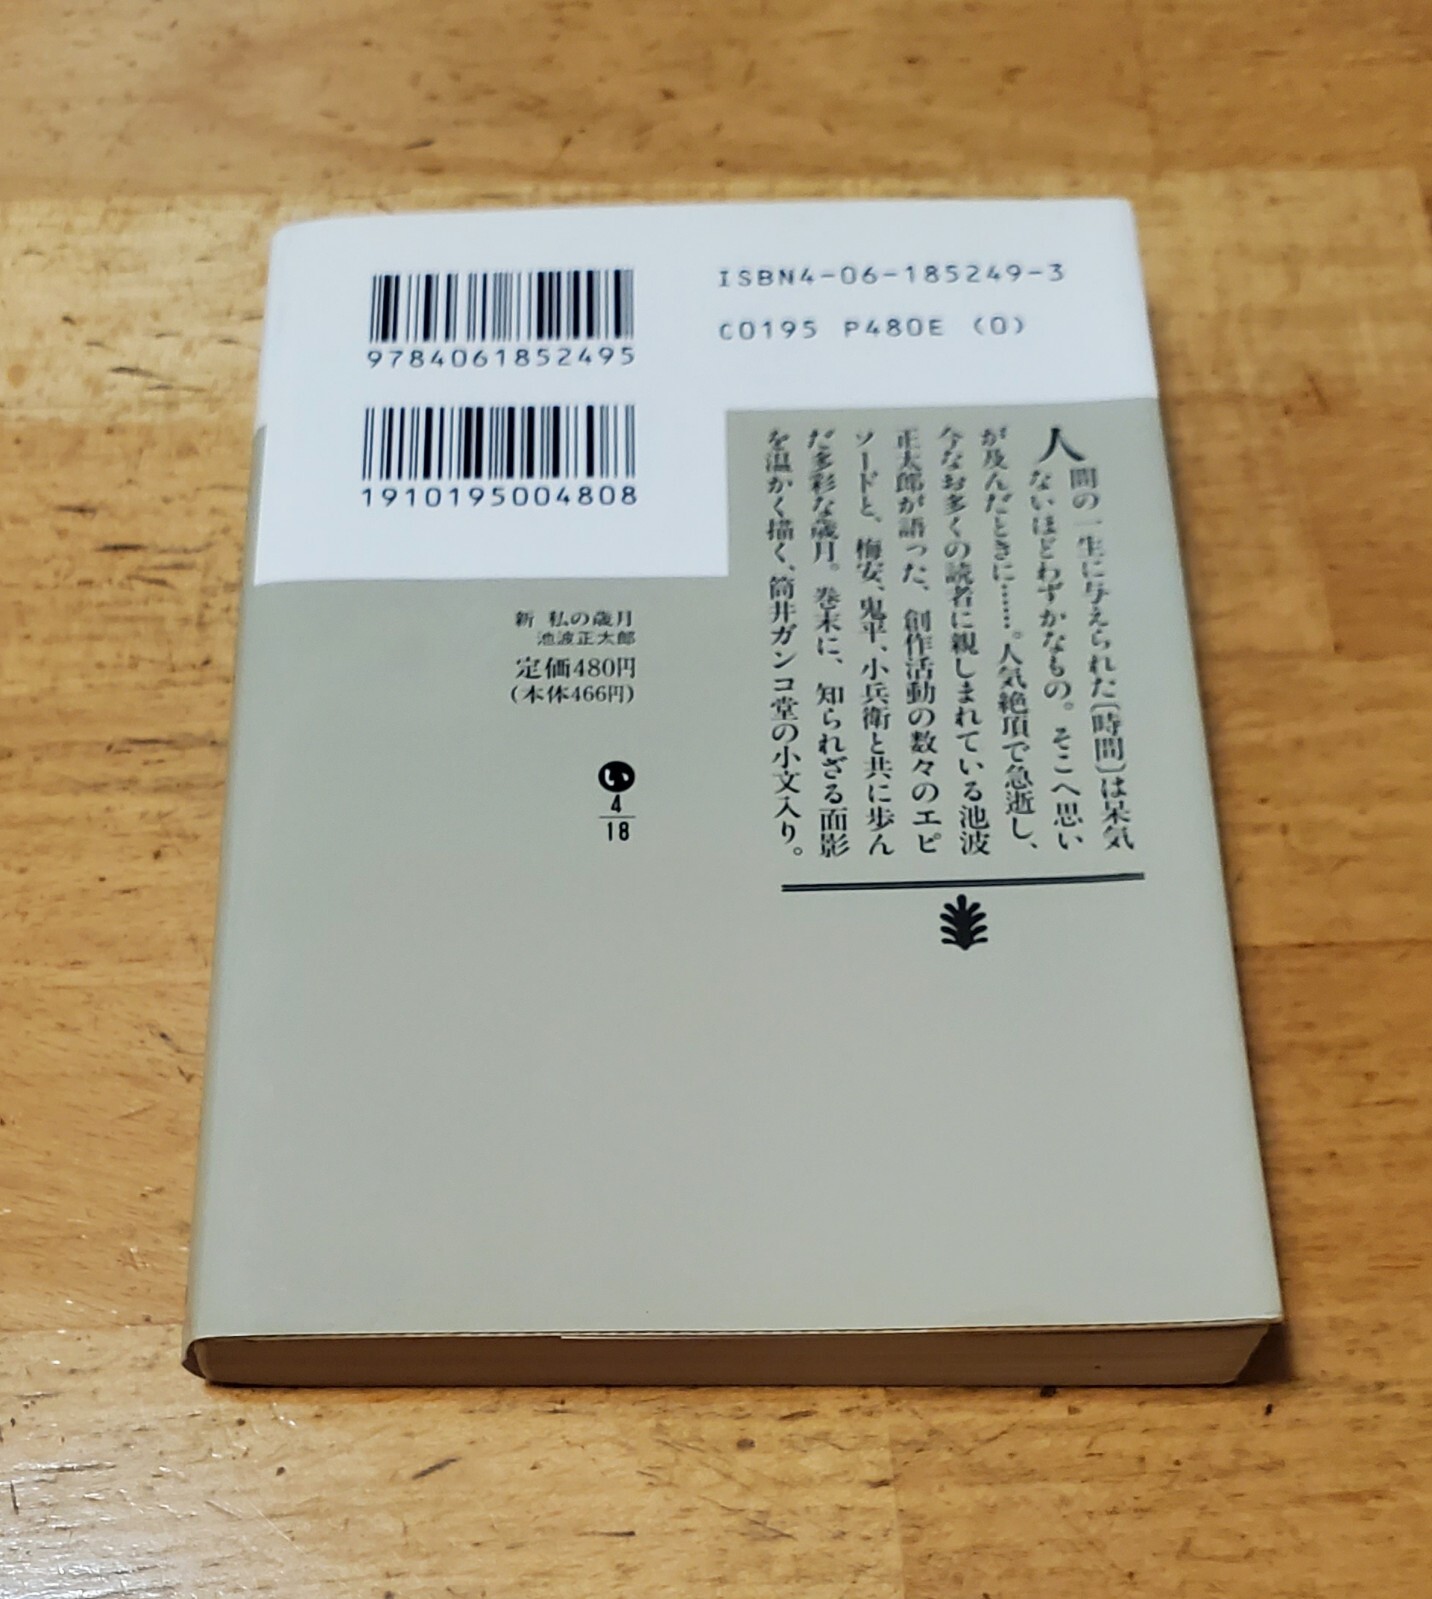 ISBN4-06-185249-3
C0195 P480E (0)
9784061852495
1910195004808
人間の一生に与えられた〔時間〕は呆気
ないほどわずかなもの。そこへ思い
が及んだときに……。人気絶頂で急逝し、
今なお多くの読者に親しまれている池波
正太郎が語った、創作活動の数々のエピ
ソードと、梅安、鬼平、小兵衛と共に歩ん
だ多彩な歳月。巻末に、知られざる面影
を温かく描く、筒井ガンコ堂の小文入り。
新 私の歳月
池波正太郎
定価480円
(本体466円)
い
4
18